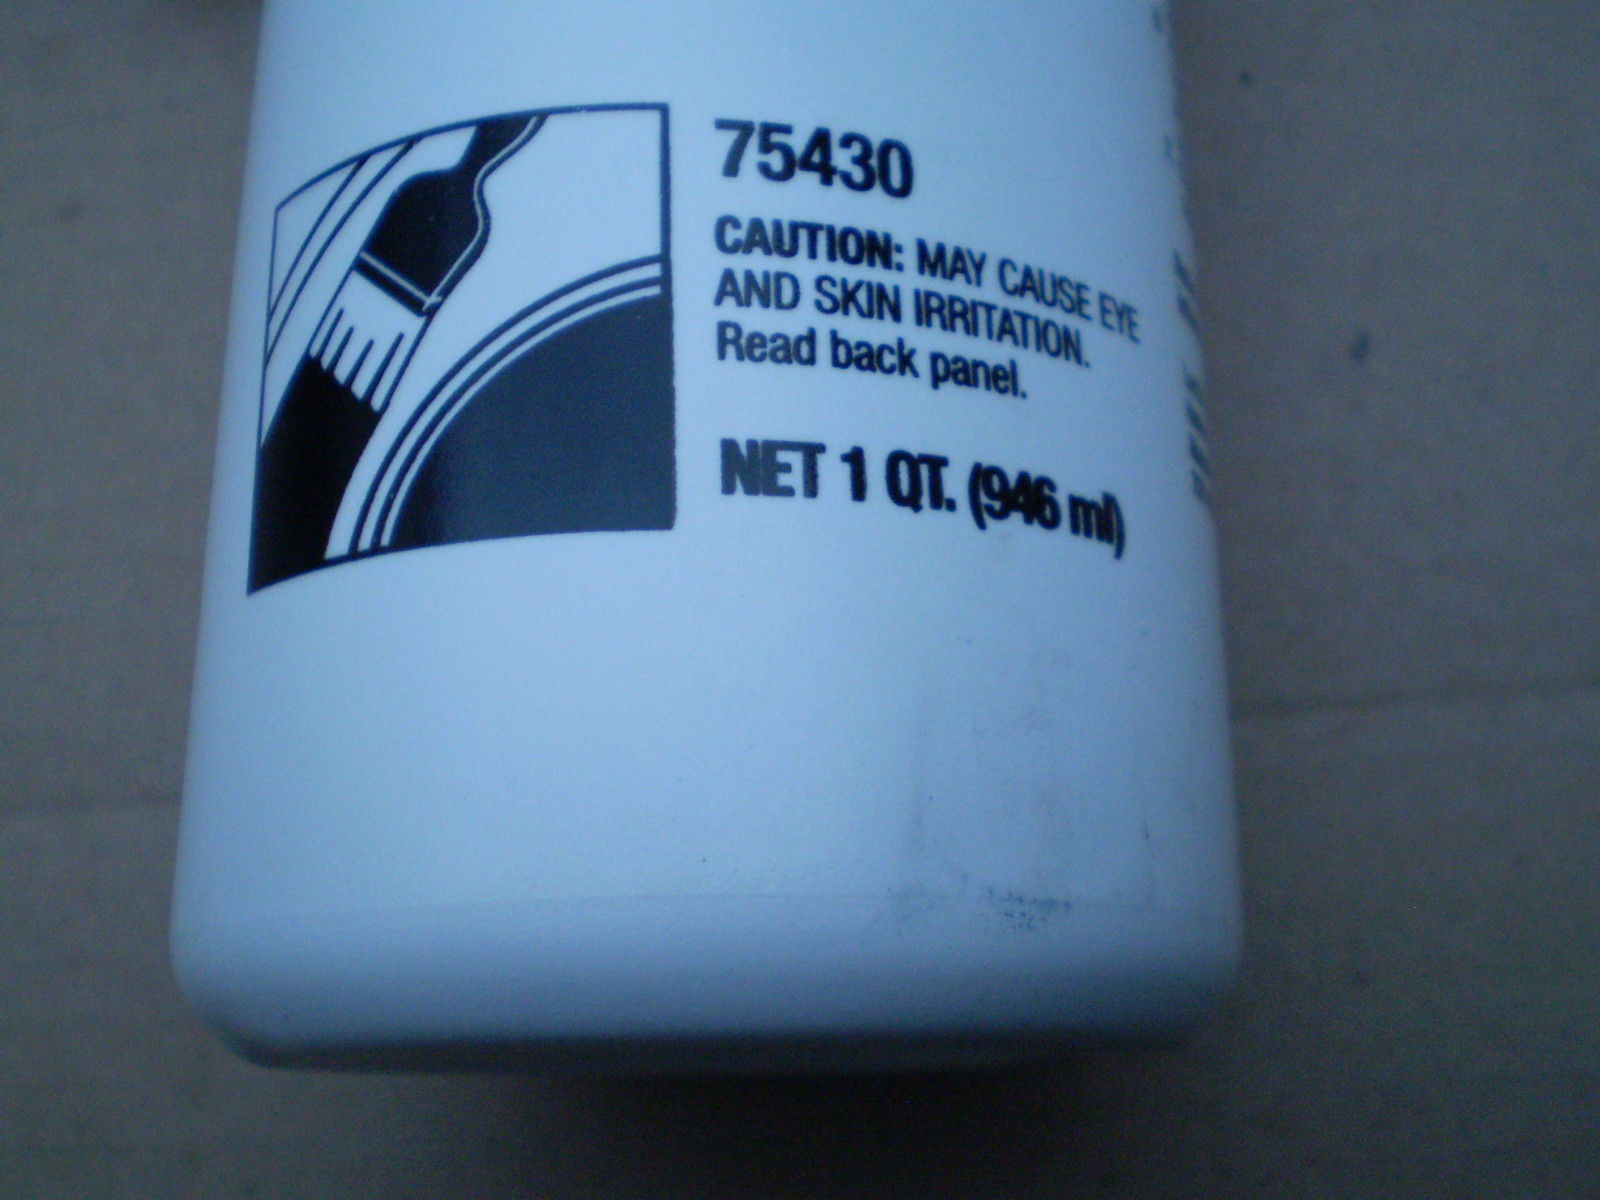 75430
CAUTION: MAY CAUSE EYE
AND SKIN IRRITATION.
Read back panel.
NET 1 QT. (946 ml)